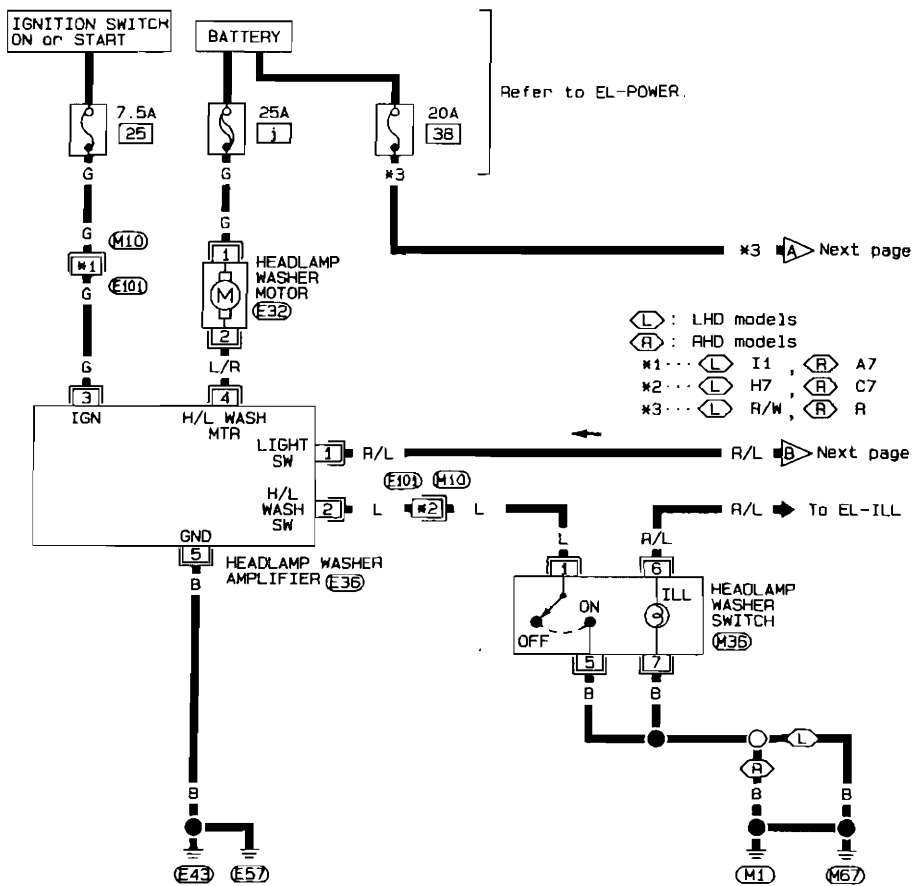 IGNITION SWITCH
ON or START
BATTERY
7.5A
25
25A
j
20A
38
Refer to EL-POWER.
G
G
*3
G
G
M10
*1
E101
G
G
1
HEADLAMP
WASHER
MOTOR
E32
M
2
L/R
*3
A
Next page
L : LHD models
R : RHD models
*1··· L I1 , R A7
*2··· L H7 , R C7
*3··· L R/W , R R
3
4
IGN
H/L WASH
MTR
LIGHT
SW
1
R/L
R/L
B
Next page
E101
M10
H/L
WASH
SW
2
L
*2
L
R/L
To EL-ILL
GND
5
HEADLAMP WASHER
AMPLIFIER
E36
B
L
R/L
1
6
ILL
ON
OFF
HEADLAMP
WASHER
SWITCH
M36
5
7
B
B
L
R
B
B
B
E43
E57
M1
M67